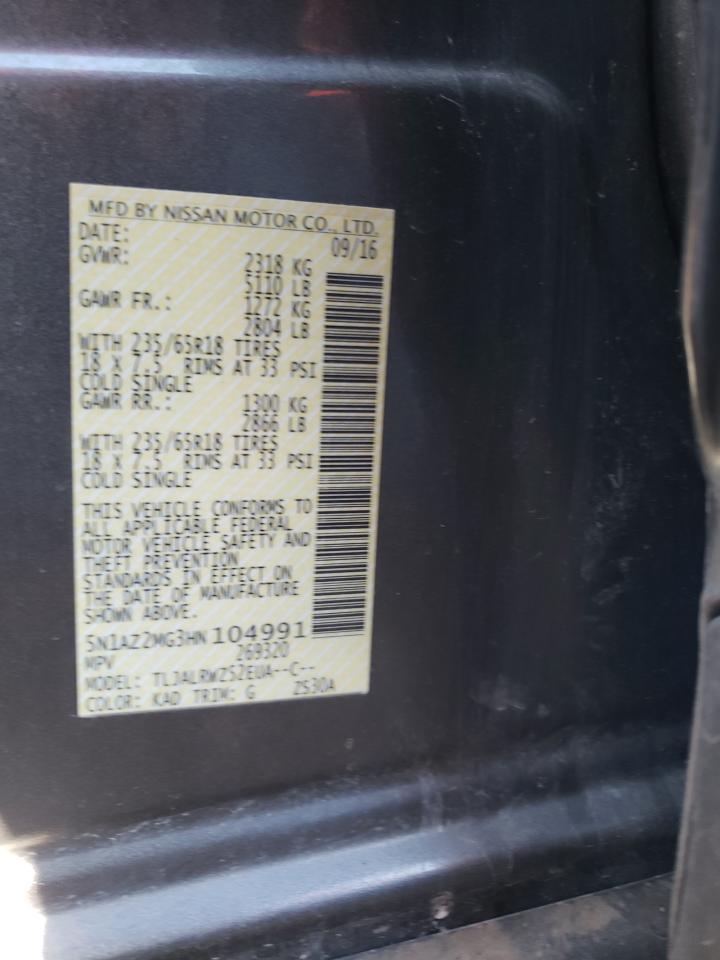 MFD BY NISSAN MOTOR CO., LTD.
DATE: 09/16
GVWR: 2318 KG
5110 LB
GAWR FR.: 1272 KG
2804 LB
WITH 235/65R18 TIRES
18 X 7.5 RIMS AT 33 PSI
COLD SINGLE
GAWR RR.: 1300 KG
2866 LB
WITH 235/65R18 TIRES
18 X 7.5 RIMS AT 33 PSI
COLD SINGLE
THIS VEHICLE CONFORMS TO
ALL APPLICABLE FEDERAL
MOTOR VEHICLE SAFETY AND
THEFT PREVENTION
STANDARDS IN EFFECT ON
THE DATE OF MANUFACTURE
SHOWN ABOVE.
5N1AZ2MG3HN104991
MPV 269320
MODEL: TLJALRWZ52EUA--C--
COLOR: KAD TRIM: G ZS30A